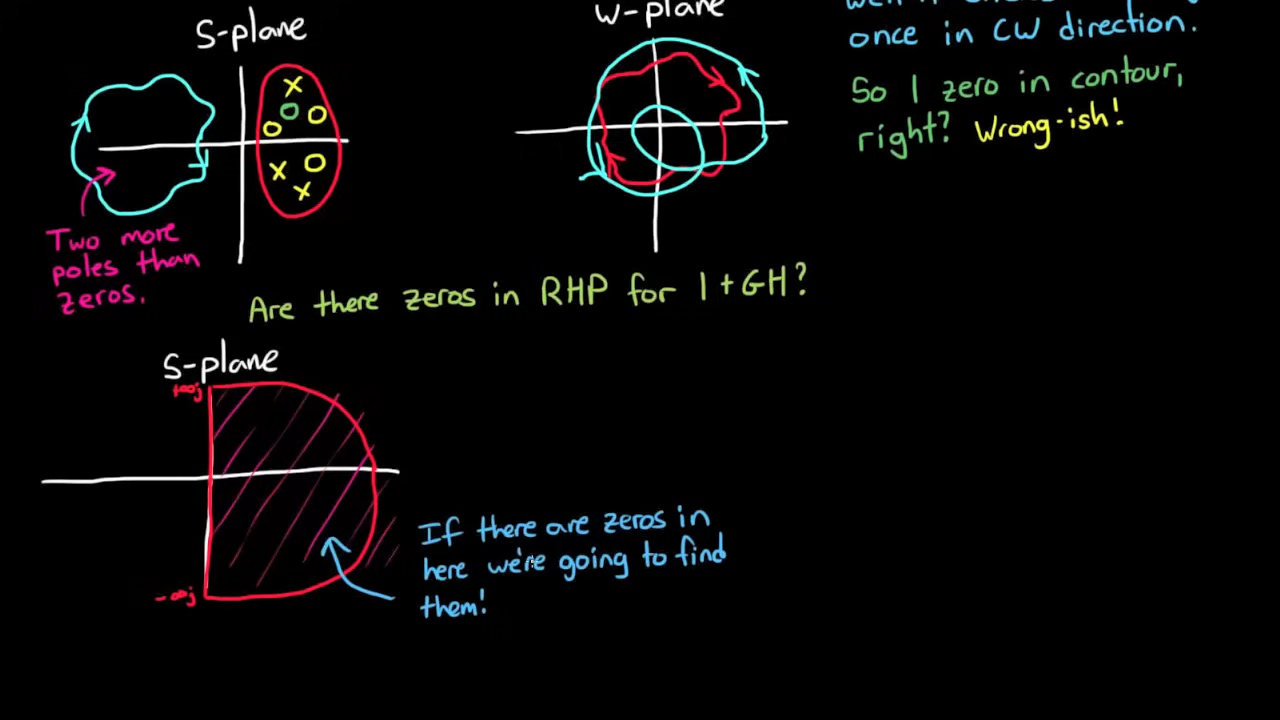 S-plane
W-plane
once in CW direction.
So 1 zero in contour,
right? Wrong-ish!
Two more
poles than
zeros.
Are there zeros in RHP for 1+GH?
S-plane
+∞j
-∞j
If there are zeros in
here we're going to find
them!